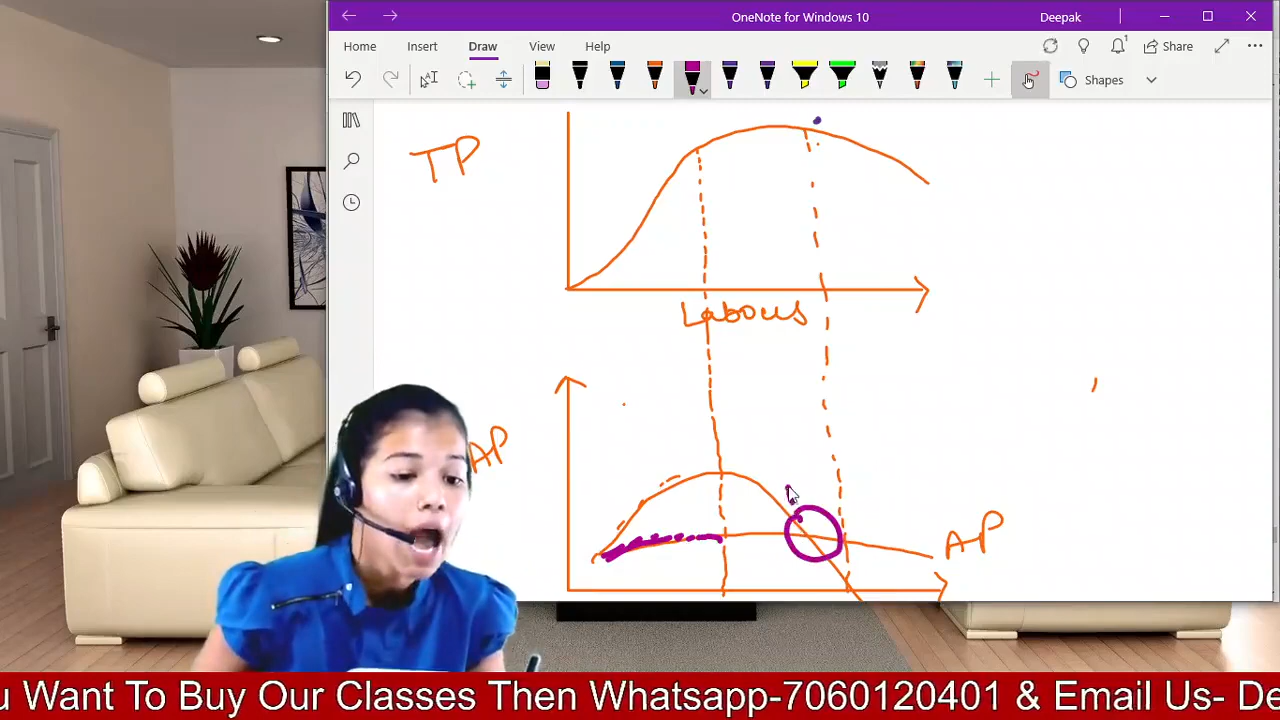 OneNote for Windows 10
Deepak
Home Insert Draw View Help
Share
Shapes
TP
Labous
AP
AP
u Want To Buy Our Classes Then Whatsapp-7060120401 & Email Us- De